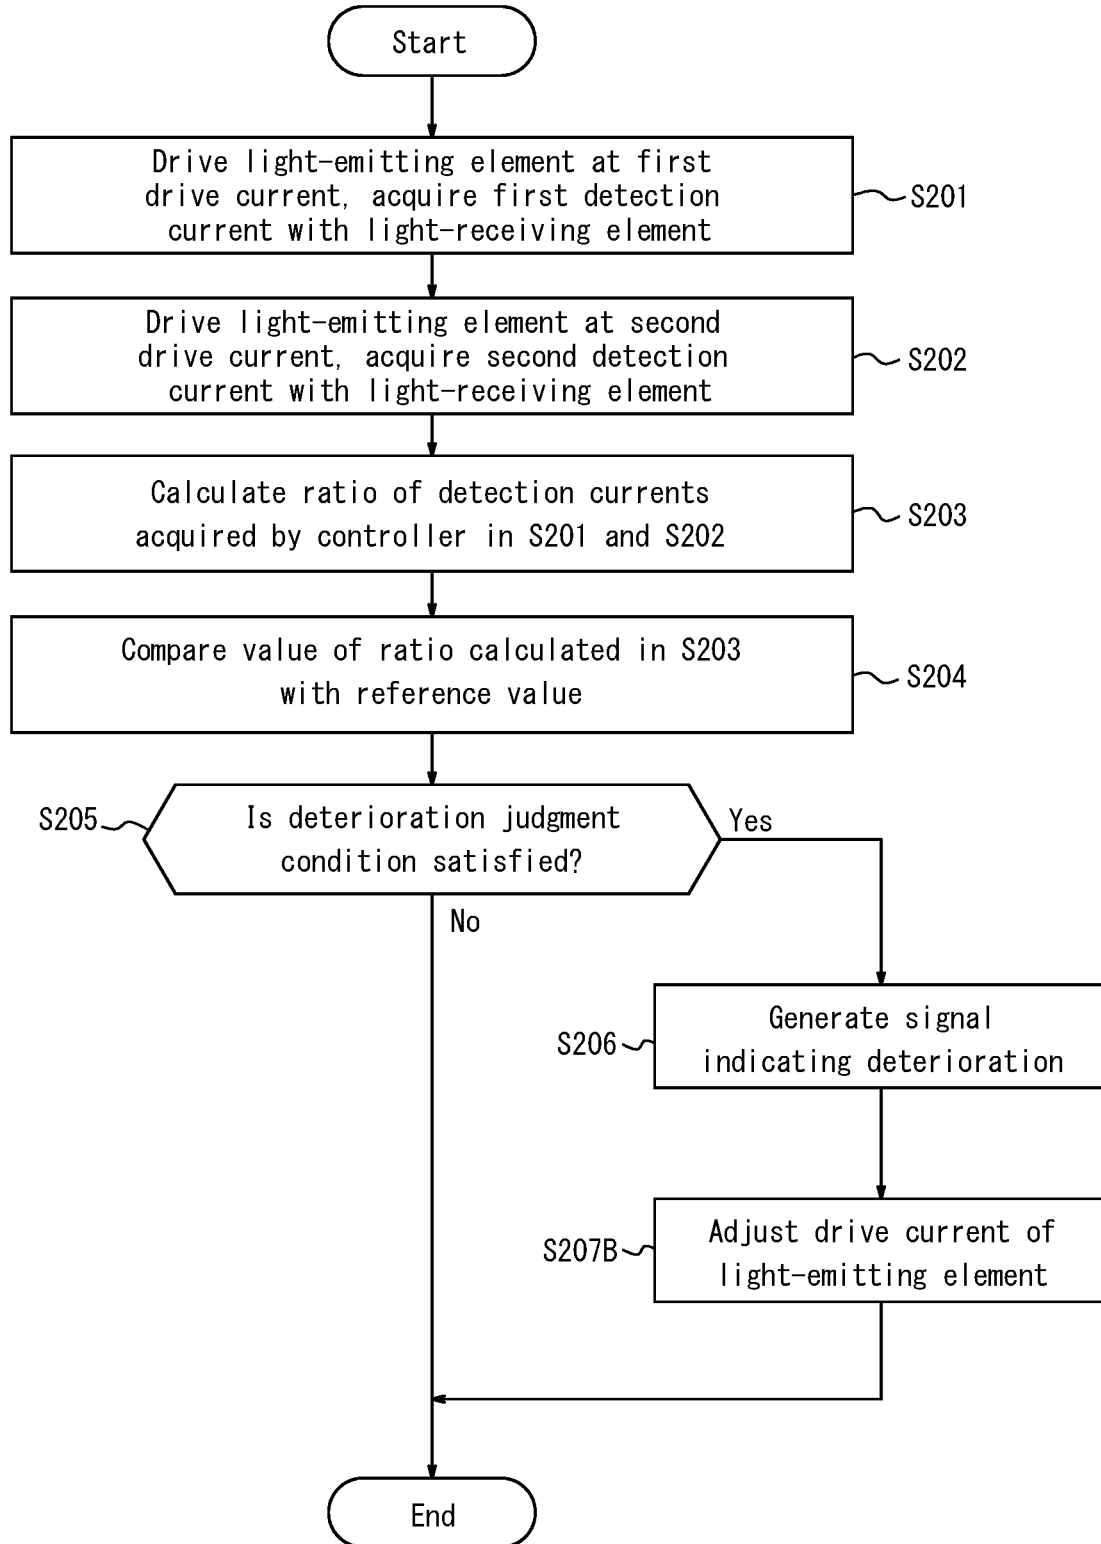 Start
Drive light-emitting element at first
drive current, acquire first detection
current with light-receiving element
S201
Drive light-emitting element at second
drive current, acquire second detection
current with light-receiving element
S202
Calculate ratio of detection currents
acquired by controller in S201 and S202
S203
Compare value of ratio calculated in S203
with reference value
S204
S205
Is deterioration judgment
condition satisfied?
Yes
No
S206
Generate signal
indicating deterioration
S207B
Adjust drive current of
light-emitting element
End